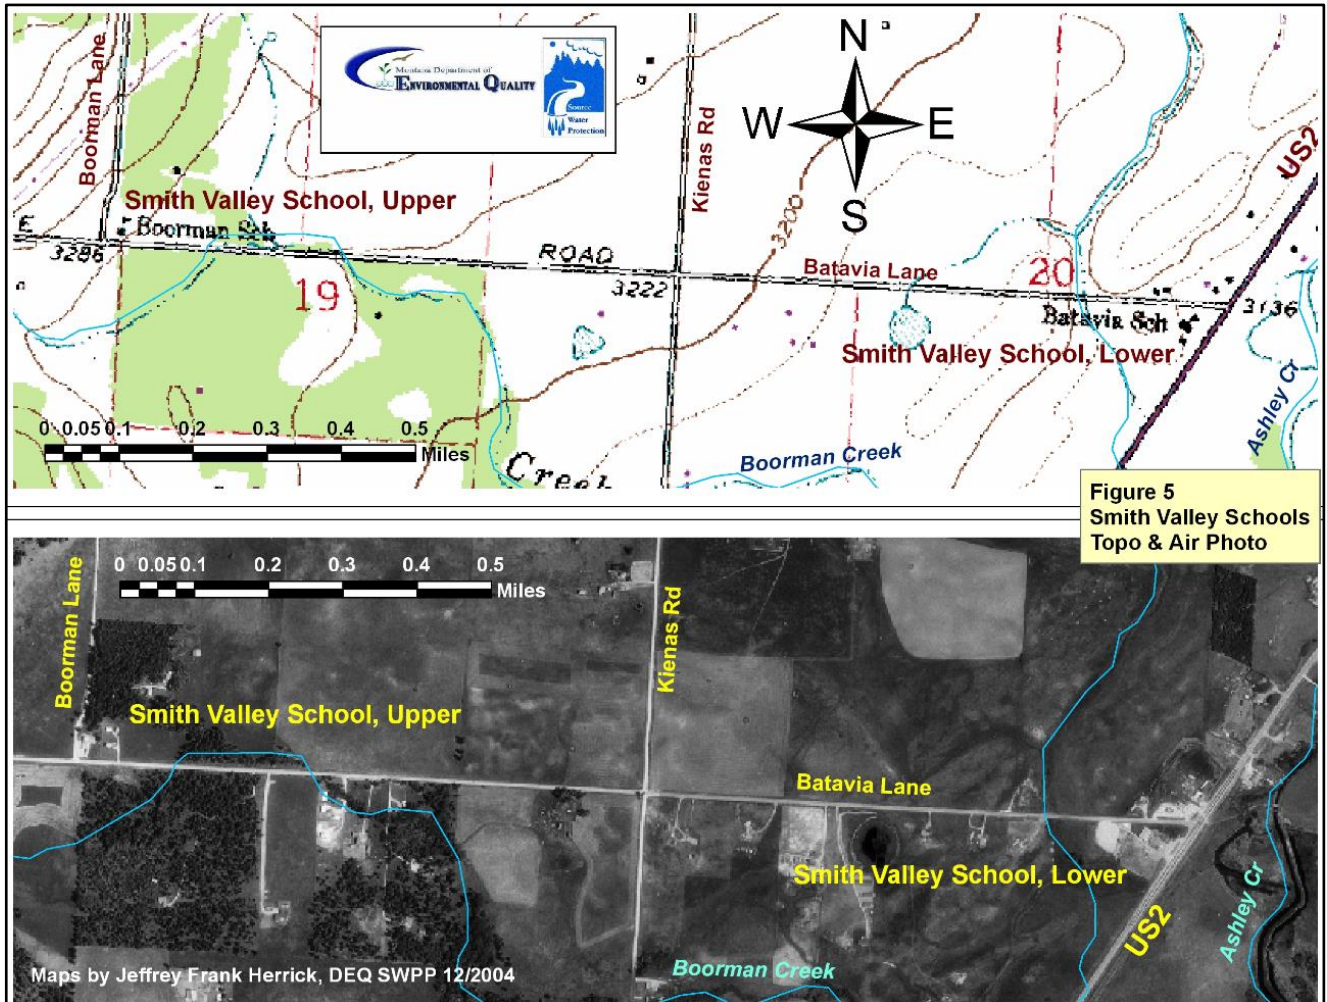 Boorman Lane
Montana Department of
ENVIRONMENTAL QUALITY
Source
Water
Protection
N
W E
S
Kienas Rd
US2
Smith Valley School, Upper
E
Boorman Sch
3286
ROAD
3200
3222
Batavia Lane
19
20
3136
Batavia Sch
Smith Valley School, Lower
Ashley Cr
0 0.05 0.1 0.2 0.3 0.4 0.5
Miles
Creek
Boorman Creek
Figure 5
Smith Valley Schools
Topo & Air Photo
Boorman Lane
0 0.05 0.1 0.2 0.3 0.4 0.5
Miles
Kienas Rd
Smith Valley School, Upper
Batavia Lane
Smith Valley School, Lower
US2
Ashley Cr
Maps by Jeffrey Frank Herrick, DEQ SWPP 12/2004
Boorman Creek